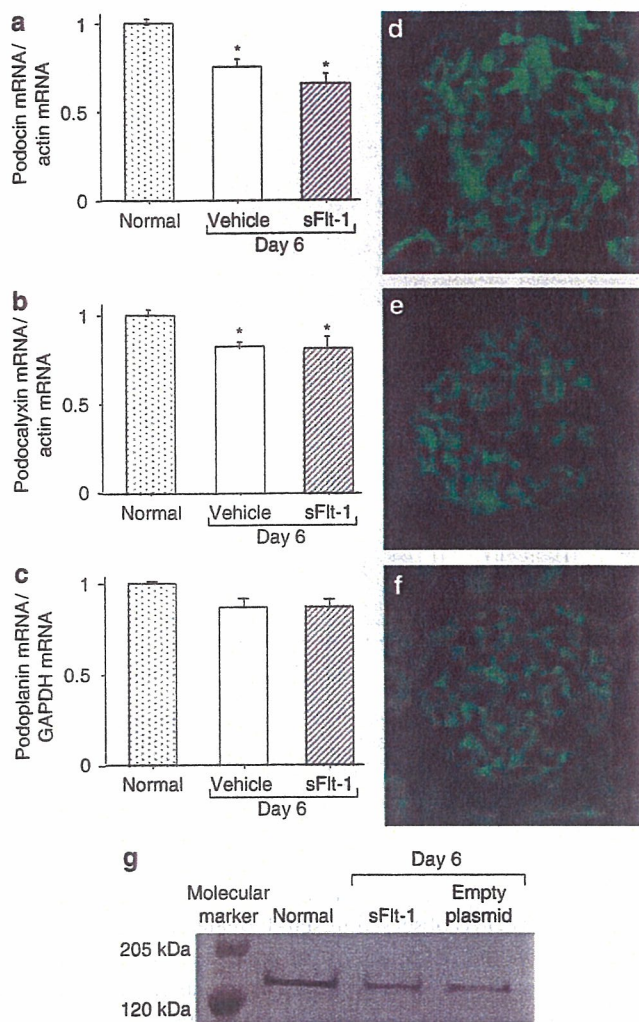 a
Podocin mRNA/
actin mRNA
1
0.5
0
*
*
Normal
Vehicle
sFlt-1
Day 6
b
Podocalyxin mRNA/
actin mRNA
1
0.5
0
*
*
Normal
Vehicle
sFlt-1
Day 6
c
Podoplanin mRNA/
GAPDH mRNA
1
0.5
0
Normal
Vehicle
sFlt-1
Day 6
d
e
f
g
Day 6
Molecular
marker
Normal
sFlt-1
Empty
plasmid
205 kDa
120 kDa